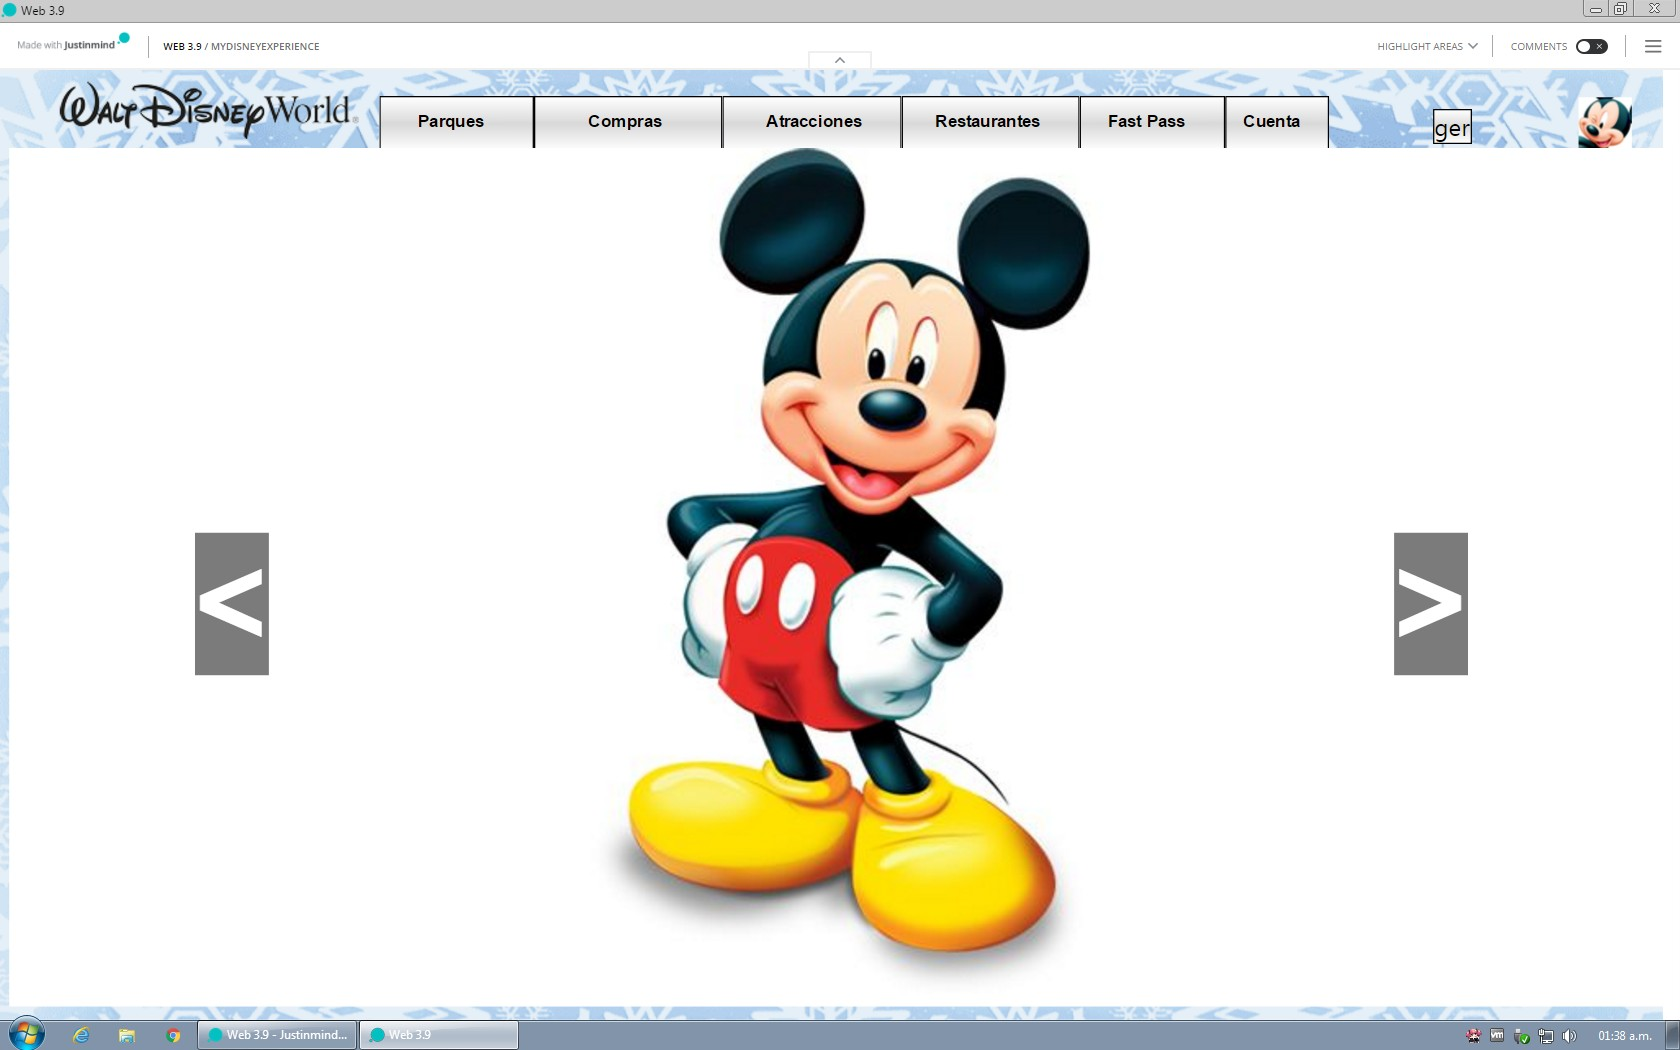 Web 3.9
Made with Justinmind
WEB 3.9 / MYDISNEYEXPERIENCE
HIGHLIGHT AREAS
COMMENTS
Walt Disney World
Parques
Compras
Atracciones
Restaurantes
Fast Pass
Cuenta
ger
<
>
Web 3.9 - Justinmind...
Web 3.9
01:38 a.m.